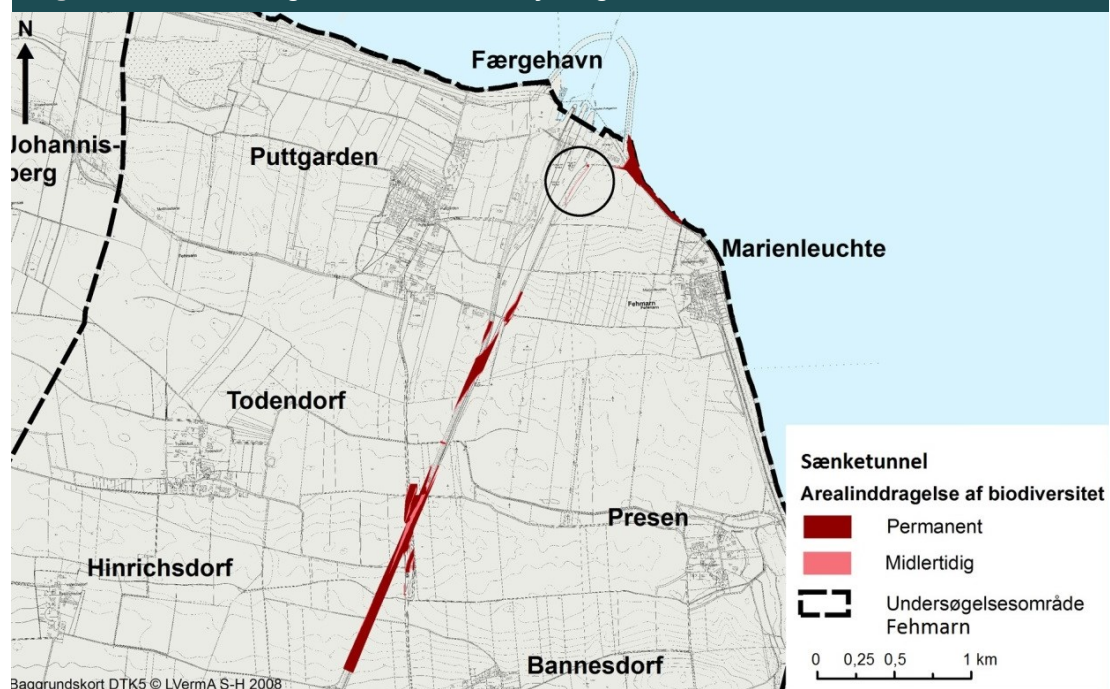 N
Færgehavn
Johannis-
berg
Puttgarden
Marienleuchte
Fehmarn
Todendorf
Presen
Hinrichsdorf
Bannesdorf
Sænketunnel
Arealinddragelse af biodiversitet
Permanent
Midlertidig
Undersøgelsesområde
Fehmarn
0 0,25 0,5 1 km
Baggrundskort DTK5 © LVermA S-H 2008